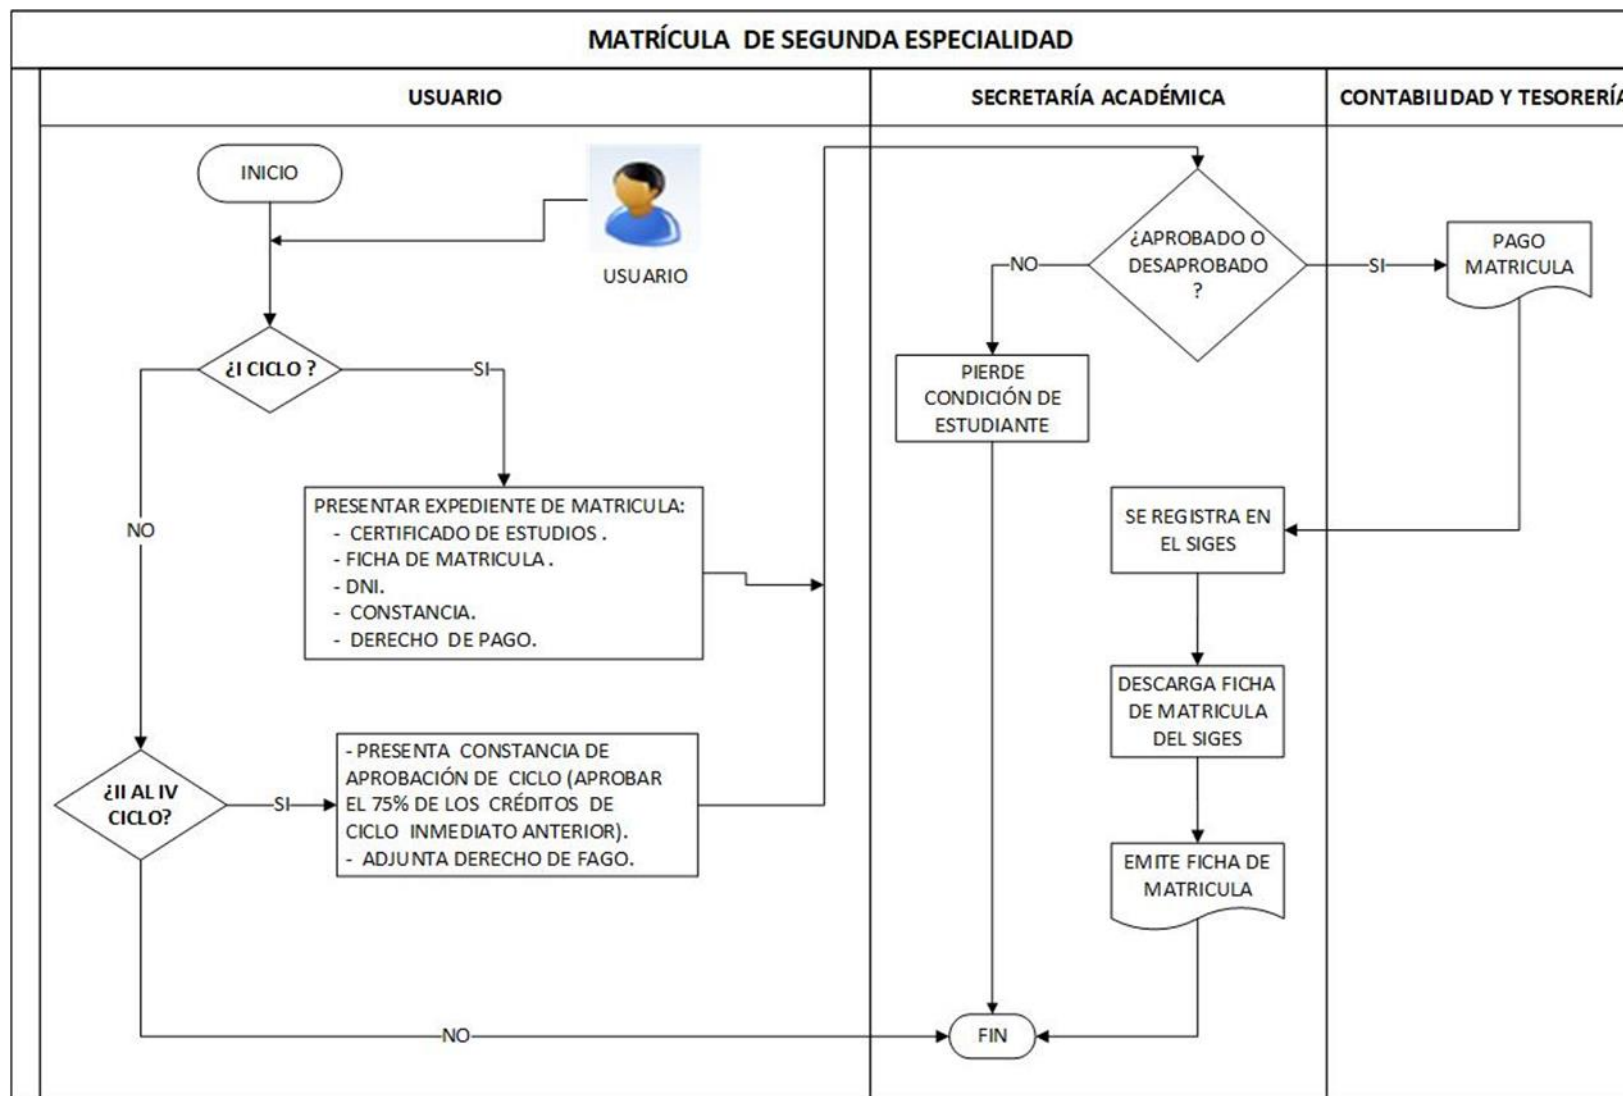 MATRÍCULA DE SEGUNDA ESPECIALIDAD
USUARIO
SECRETARÍA ACADÉMICA
CONTABILIDAD Y TESORERÍA
INICIO
USUARIO
¿I CICLO ?
SI
NO
PRESENTAR EXPEDIENTE DE MATRICULA:
- CERTIFICADO DE ESTUDIOS .
- FICHA DE MATRICULA .
- DNI.
- CONSTANCIA.
- DERECHO DE PAGO.
¿II AL IV
CICLO?
SI
- PRESENTA CONSTANCIA DE
APROBACIÓN DE CICLO (APROBAR
EL 75% DE LOS CRÉDITOS DE
CICLO INMEDIATO ANTERIOR).
- ADJUNTA DERECHO DE FAGO.
NO
¿APROBADO O
DESAPROBADO
?
NO
SI
PIERDE
CONDICIÓN DE
ESTUDIANTE
PAGO
MATRICULA
SE REGISTRA EN
EL SIGES
DESCARGA FICHA
DE MATRICULA
DEL SIGES
EMITE FICHA DE
MATRICULA
FIN